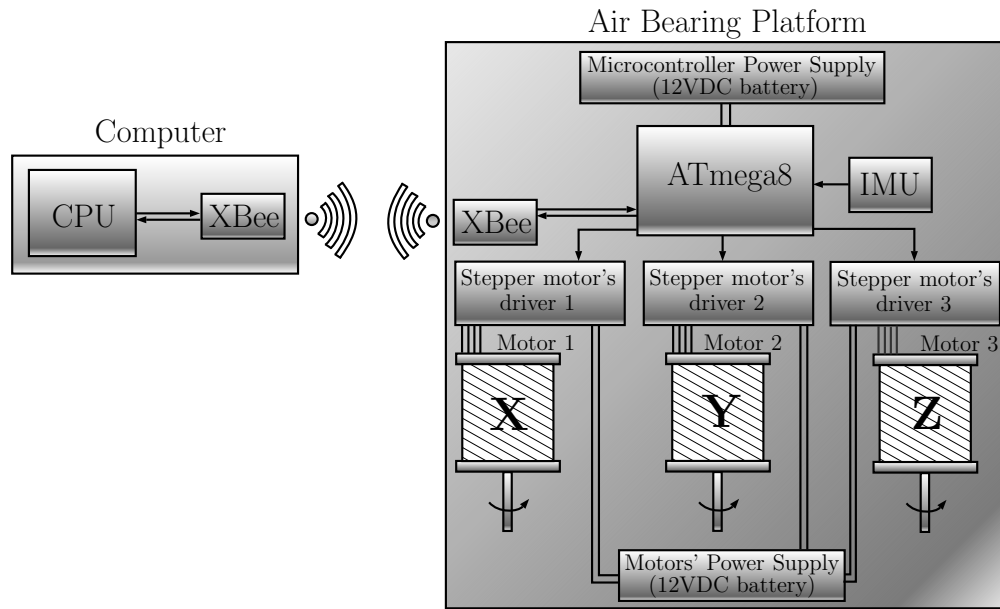 Air Bearing Platform
Microcontroller Power Supply
(12VDC battery)
Computer
ATmega8
IMU
CPU
XBee
XBee
Stepper motor's
driver 1
Stepper motor's
driver 2
Stepper motor's
driver 3
Motor 1
Motor 2
Motor 3
X
Y
Z
Motors' Power Supply
(12VDC battery)